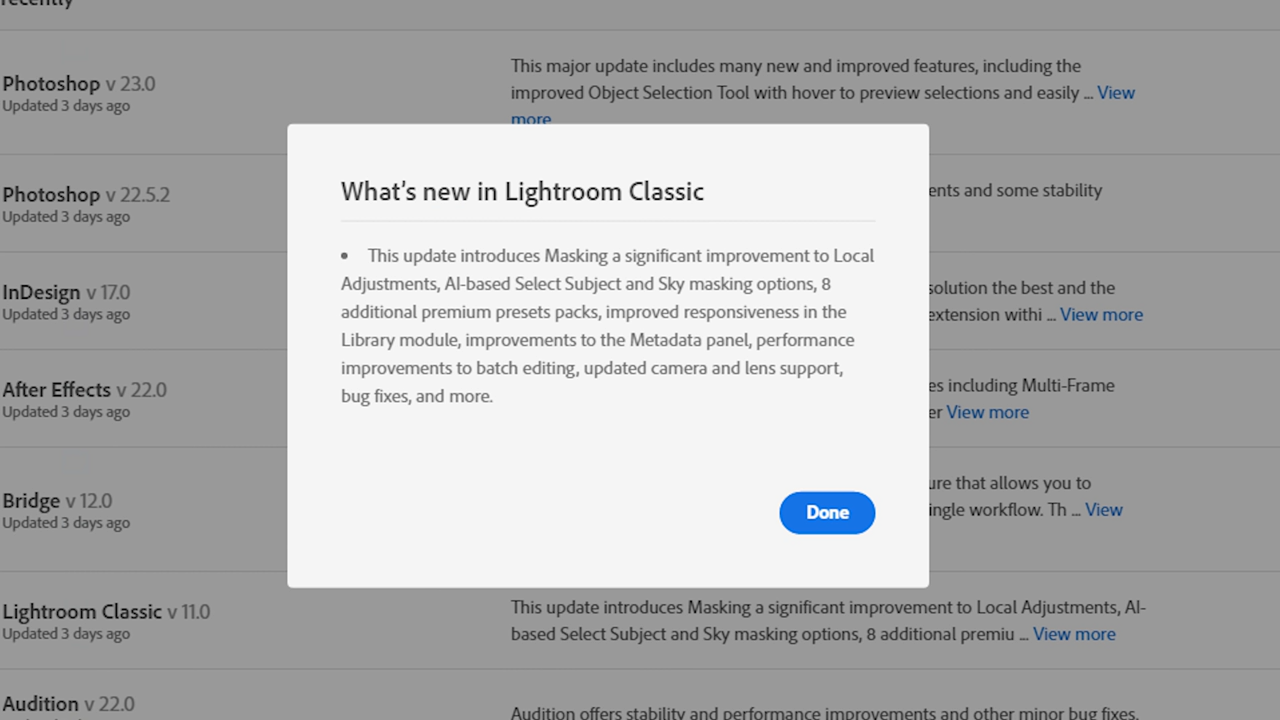 recently
Photoshop v 23.0
Updated 3 days ago
This major update includes many new and improved features, including the
improved Object Selection Tool with hover to preview selections and easily ... View
more
Photoshop v 22.5.2
Updated 3 days ago
ents and some stability
InDesign v 17.0
Updated 3 days ago
solution the best and the
extension withi ... View more
After Effects v 22.0
Updated 3 days ago
es including Multi-Frame
er View more
Bridge v 12.0
Updated 3 days ago
ure that allows you to
ingle workflow. Th ... View
What's new in Lightroom Classic
• This update introduces Masking a significant improvement to Local
Adjustments, AI-based Select Subject and Sky masking options, 8
additional premium presets packs, improved responsiveness in the
Library module, improvements to the Metadata panel, performance
improvements to batch editing, updated camera and lens support,
bug fixes, and more.
Done
Lightroom Classic v 11.0
Updated 3 days ago
This update introduces Masking a significant improvement to Local Adjustments, AI-
based Select Subject and Sky masking options, 8 additional premiu ... View more
Audition v 22.0
Audition offers stability and performance improvements and other minor bug fixes.